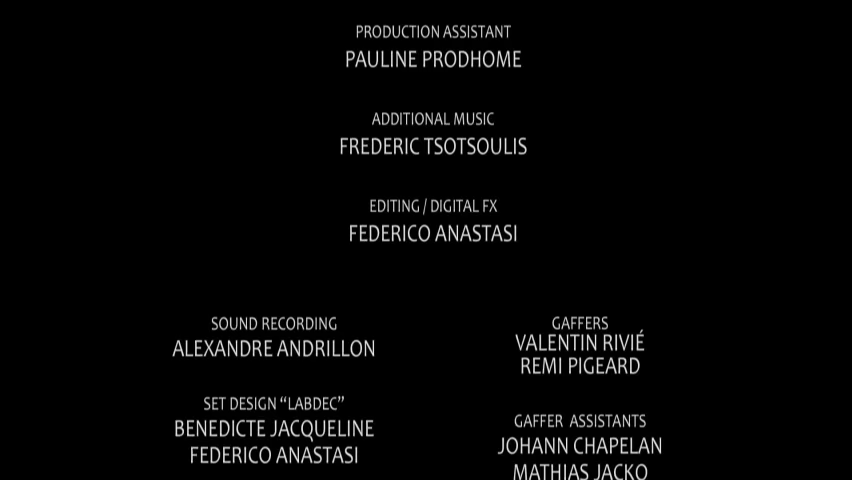 PRODUCTION ASSISTANT
PAULINE PRODHOME
ADDITIONAL MUSIC
FREDERIC TSOTSOULIS
EDITING / DIGITAL FX
FEDERICO ANASTASI
SOUND RECORDING
ALEXANDRE ANDRILLON
SET DESIGN “LABDEC”
BENEDICTE JACQUELINE
FEDERICO ANASTASI
GAFFERS
VALENTIN RIVIÉ
REMI PIGEARD
GAFFER ASSISTANTS
JOHANN CHAPELAN
MATHIAS JACKO